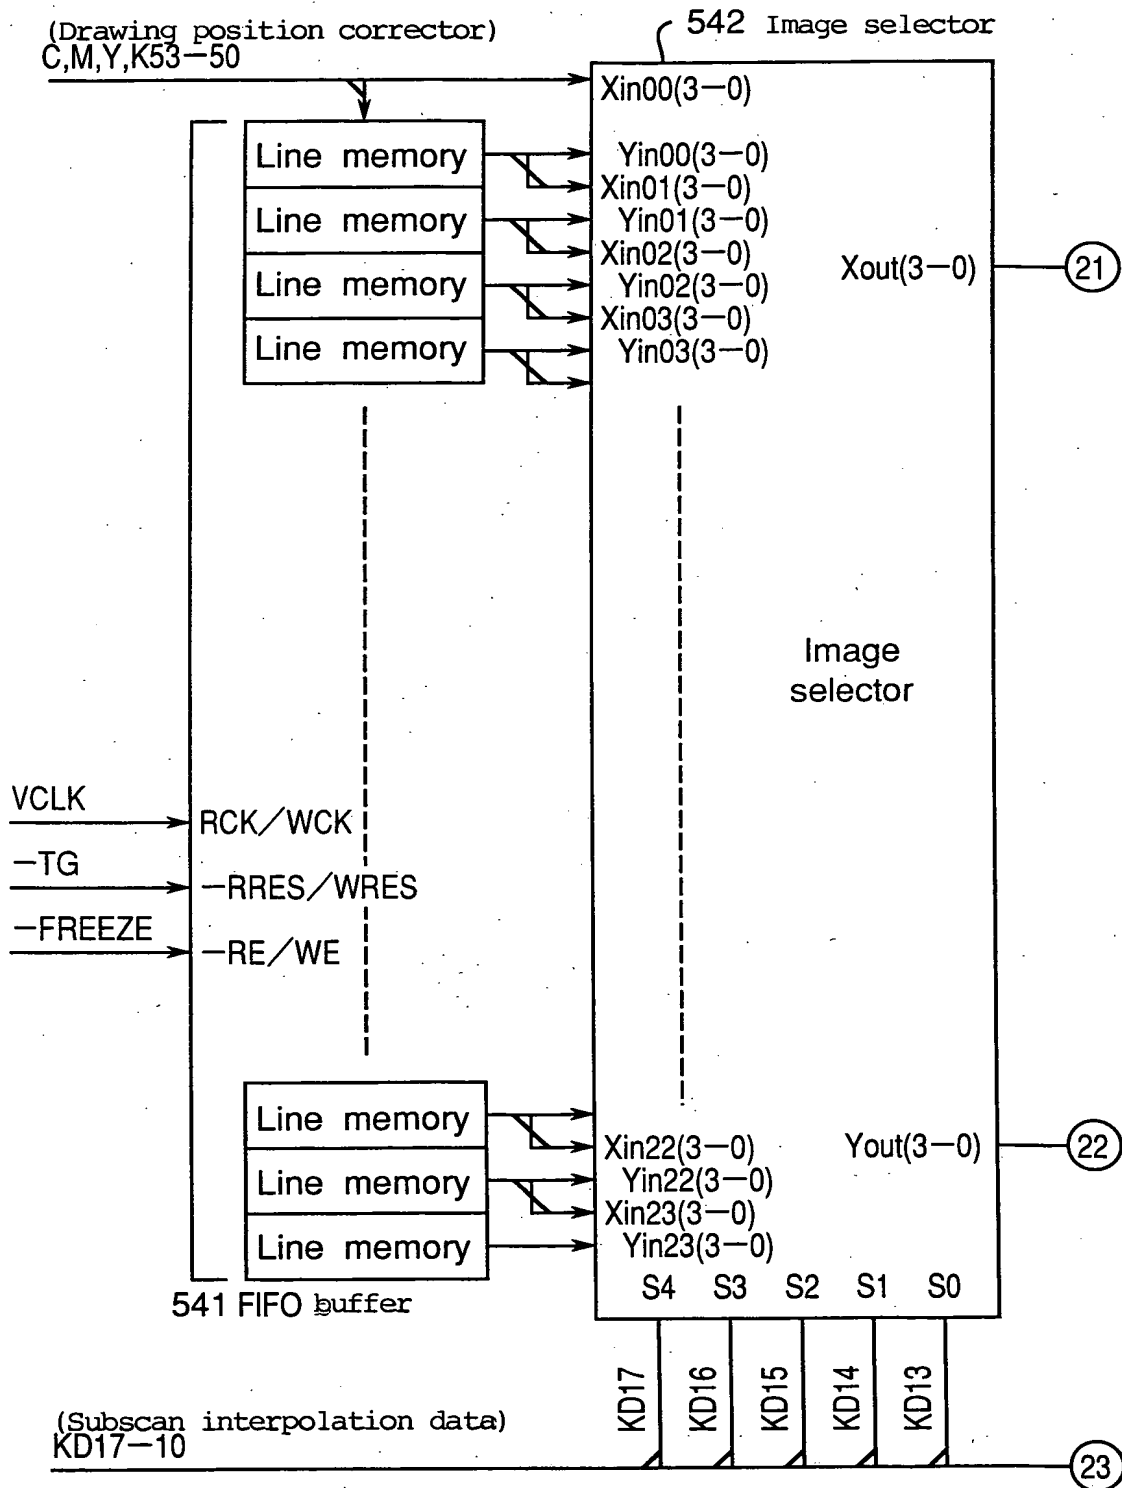 (Drawing position corrector)
C,M,Y,K53—50
542 Image selector
Xin00(3—0)
Line memory
Yin00(3—0)
Xin01(3—0)
Line memory
Yin01(3—0)
Xin02(3—0)
Xout(3—0)
21
Line memory
Yin02(3—0)
Xin03(3—0)
Line memory
Yin03(3—0)
Image
selector
VCLK
RCK/WCK
—TG
—RRES/WRES
—FREEZE
—RE/WE
Line memory
Xin22(3—0)
Yout(3—0)
22
Line memory
Yin22(3—0)
Xin23(3—0)
Line memory
Yin23(3—0)
S4 S3 S2 S1 S0
541 FIFO buffer
KD17 KD16 KD15 KD14 KD13
(Subscan interpolation data)
KD17—10
23